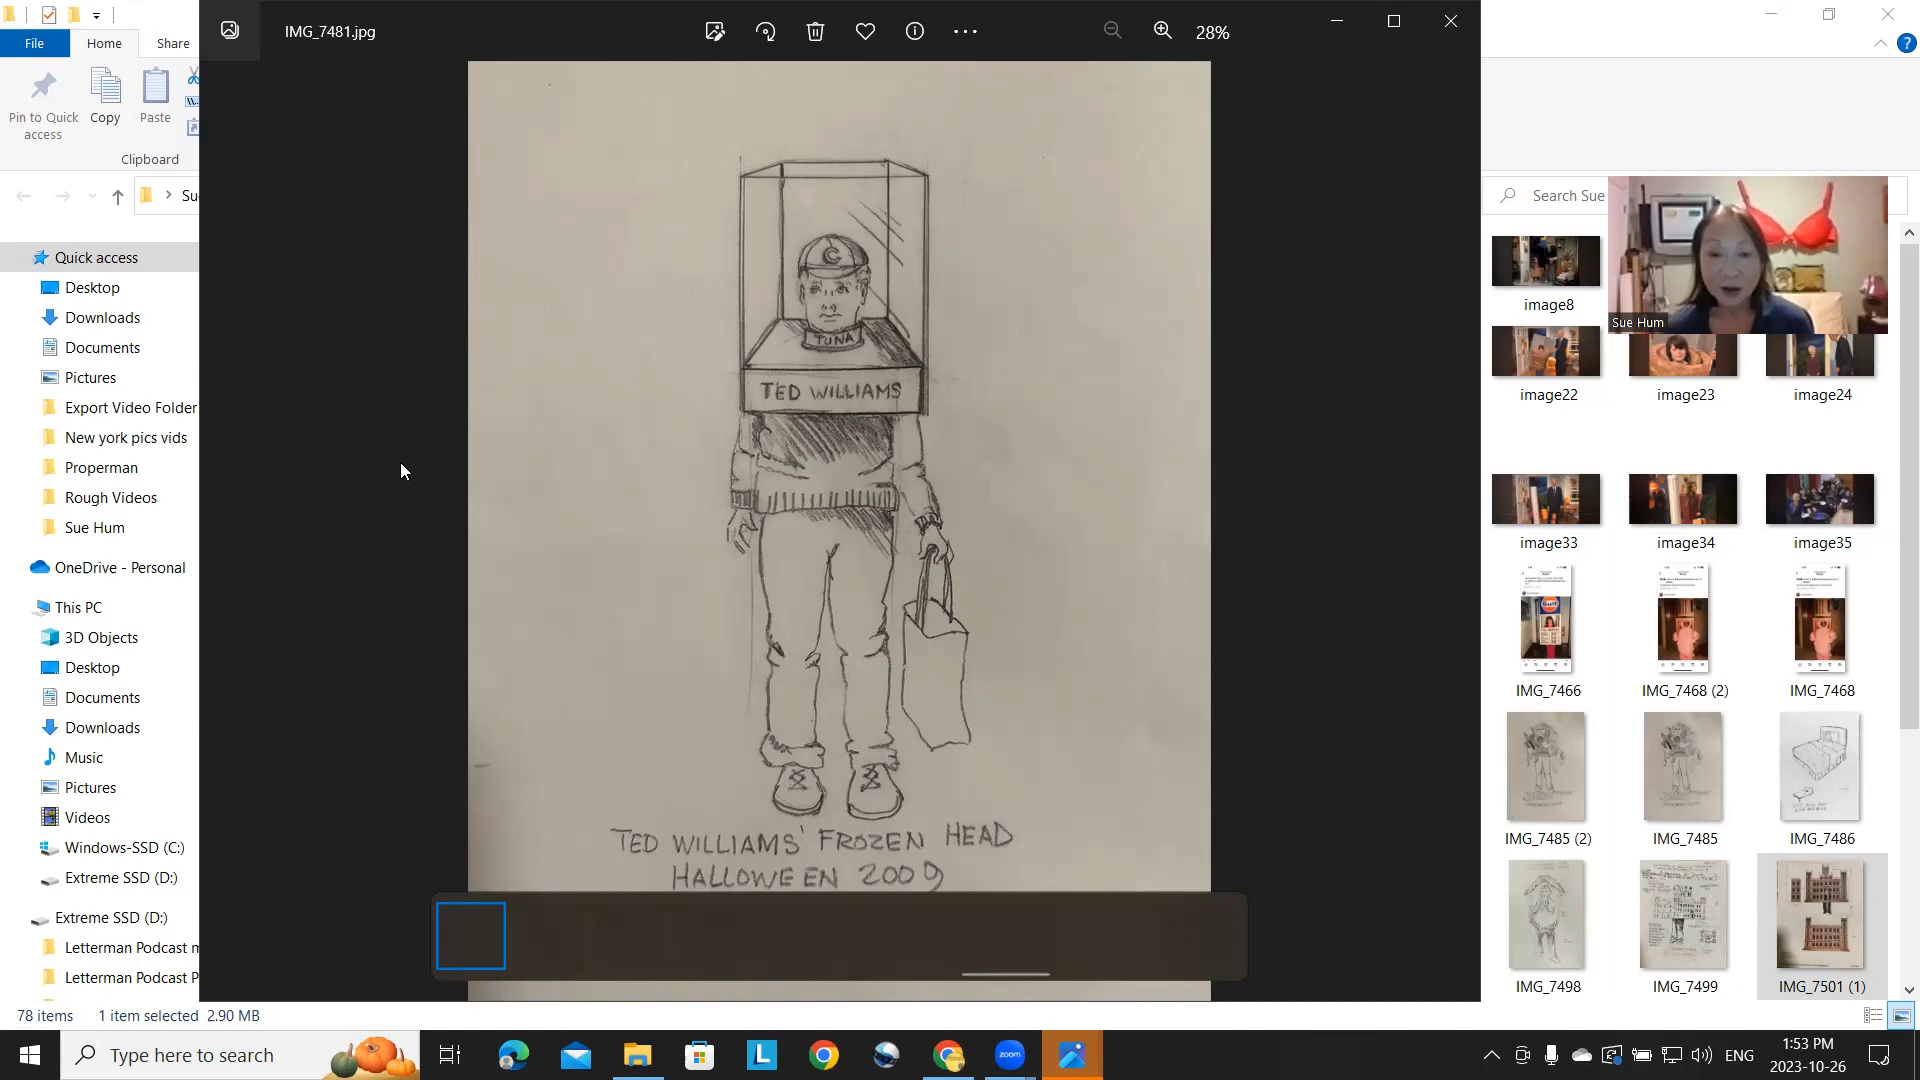 IMG_7481.jpg
28%
File
Home
Share
Pin to Quick access
Copy
Paste
Clipboard
Su
Search Sue
Quick access
Desktop
Downloads
Documents
Pictures
Export Video Folder
New york pics vids
Properman
Rough Videos
Sue Hum
OneDrive - Personal
This PC
3D Objects
Desktop
Documents
Downloads
Music
Pictures
Videos
Windows-SSD (C:)
Extreme SSD (D:)
Extreme SSD (D:)
Letterman Podcast m
Letterman Podcast P
78 items
1 item selected 2.90 MB
C
TUNA
TED WILLIAMS
TED WILLIAMS' FROZEN HEAD
HALLOWEEN 2009
Sue Hum
image8
image22
image23
image24
image33
image34
image35
Gulf
IMG_7466
IMG_7468 (2)
IMG_7468
IMG_7485 (2)
IMG_7485
IMG_7486
IMG_7498
IMG_7499
IMG_7501 (1)
Type here to search
L
zoom
ENG
1:53 PM
2023-10-26